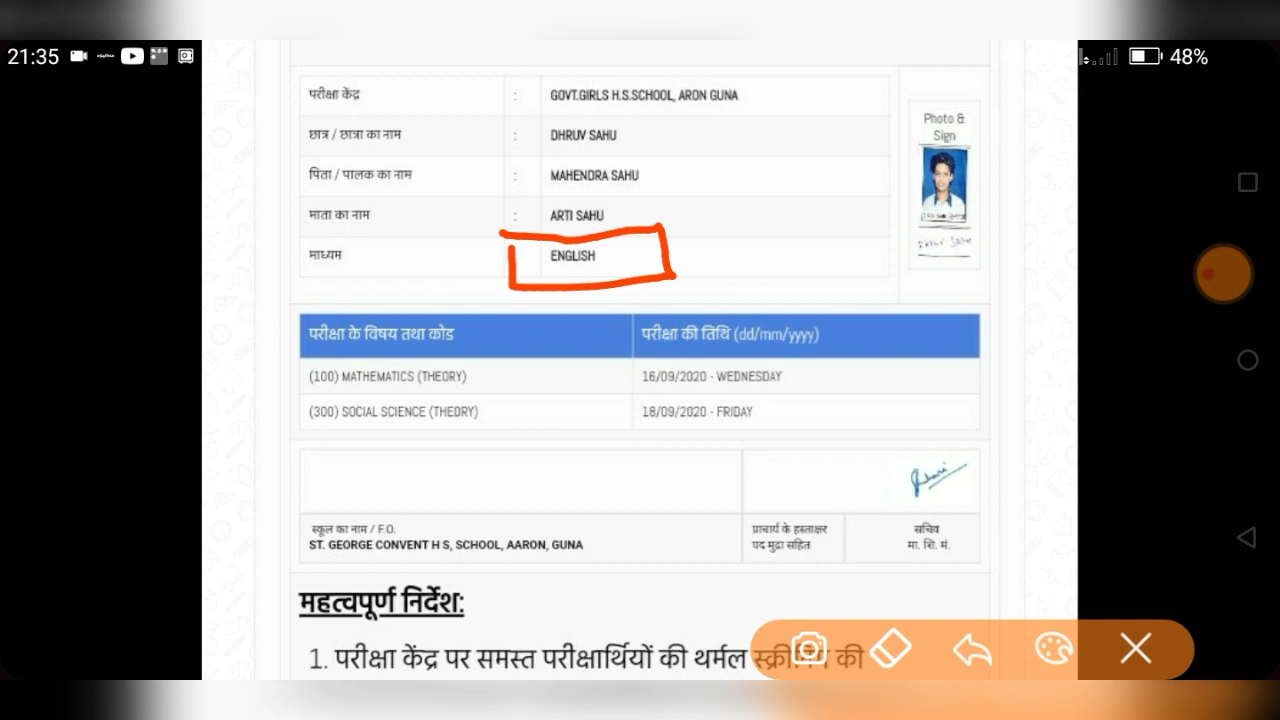 21:35
48%
परीक्षा केंद्र : GOVT.GIRLS H.S.SCHOOL, ARON GUNA
छात्र / छात्रा का नाम : DHRUV SAHU
पिता / पालक का नाम : MAHENDRA SAHU
माता का नाम : ARTI SAHU
माध्यम ENGLISH
Photo &
Sign
Dhruv Sahu
परीक्षा के विषय तथा कोड परीक्षा की तिथि (dd/mm/yyyy)
(100) MATHEMATICS (THEORY) 16/09/2020 - WEDNESDAY
(300) SOCIAL SCIENCE (THEORY) 18/09/2020 - FRIDAY
स्कूल का नाम / F.O.
ST. GEORGE CONVENT H S, SCHOOL, AARON, GUNA
प्राचार्य के हस्ताक्षर
पद मुद्रा सहित
सचिव
मा. शि. मं.
महत्वपूर्ण निर्देश:
1. परीक्षा केंद्र पर समस्त परीक्षार्थियों की थर्मल स्क्रीनिंग की